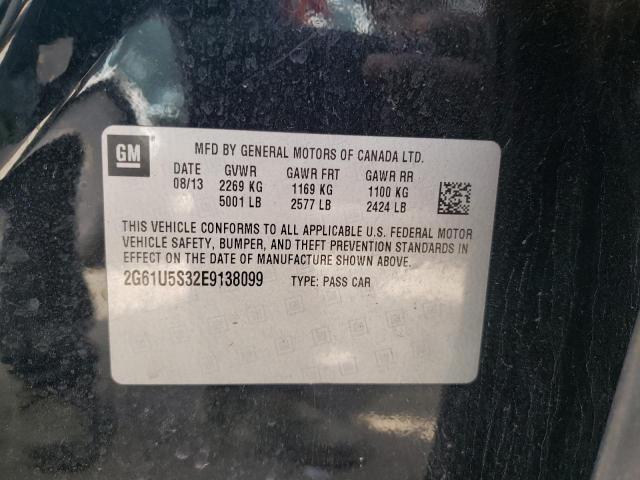 GM
MFD BY GENERAL MOTORS OF CANADA LTD.
DATE GVWR GAWR FRT GAWR RR
08/13 2269 KG 1169 KG 1100 KG
5001 LB 2577 LB 2424 LB
THIS VEHICLE CONFORMS TO ALL APPLICABLE U.S. FEDERAL MOTOR
VEHICLE SAFETY, BUMPER, AND THEFT PREVENTION STANDARDS IN
EFFECT ON THE DATE OF MANUFACTURE SHOWN ABOVE.
2G61U5S32E9138099 TYPE: PASS CAR